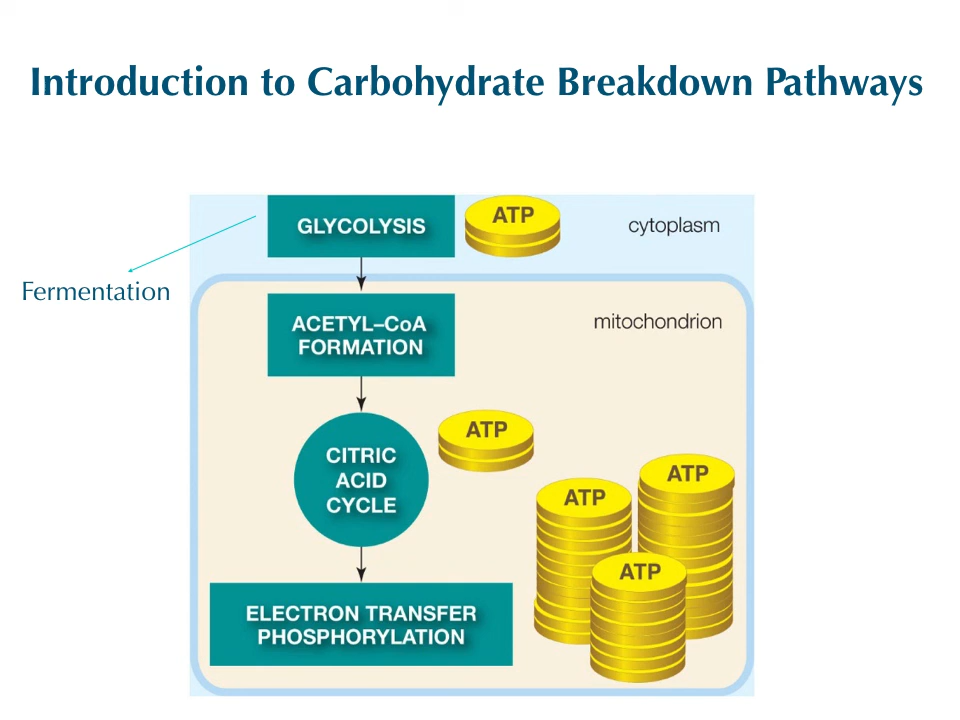 Introduction to Carbohydrate Breakdown Pathways
GLYCOLYSIS
ATP
cytoplasm
Fermentation
ACETYL–CoA
FORMATION
mitochondrion
CITRIC
ACID
CYCLE
ATP
ATP
ATP
ATP
ELECTRON TRANSFER
PHOSPHORYLATION